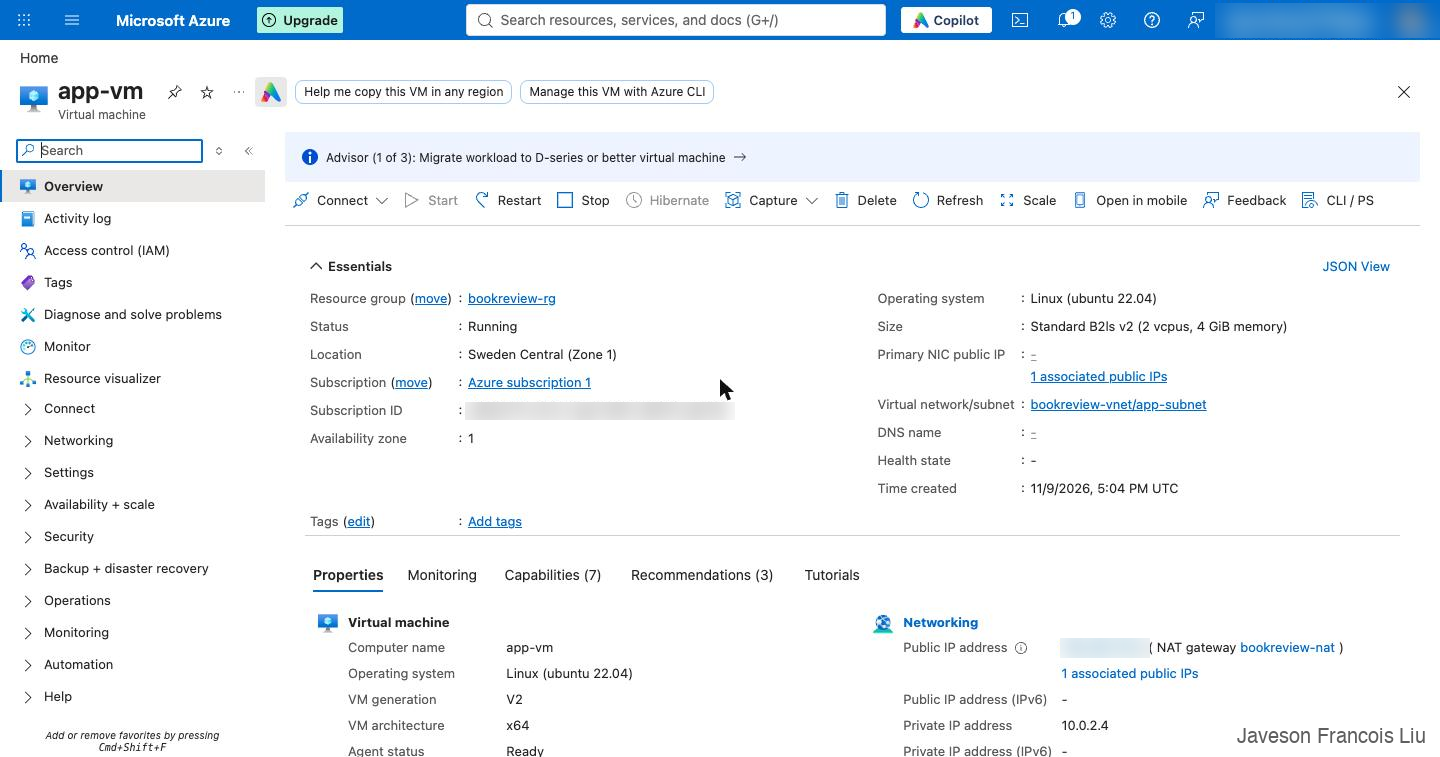 Microsoft Azure
Upgrade
Search resources, services, and docs (G+/)
Copilot
1
Home
app-vm
Virtual machine
Help me copy this VM in any region
Manage this VM with Azure CLI
Search
Overview
Activity log
Access control (IAM)
Tags
Diagnose and solve problems
Monitor
Resource visualizer
Connect
Networking
Settings
Availability + scale
Security
Backup + disaster recovery
Operations
Monitoring
Automation
Help
Add or remove favorites by pressing
Cmd+Shift+F
Advisor (1 of 3): Migrate workload to D-series or better virtual machine
Connect Start Restart Stop Hibernate Capture Delete Refresh Scale Open in mobile Feedback CLI / PS
Essentials
JSON View
Resource group (move) : bookreview-rg
Status : Running
Location : Sweden Central (Zone 1)
Subscription (move) : Azure subscription 1
Subscription ID :
Availability zone : 1
Operating system : Linux (ubuntu 22.04)
Size : Standard B2ls v2 (2 vcpus, 4 GiB memory)
Primary NIC public IP : -
1 associated public IPs
Virtual network/subnet : bookreview-vnet/app-subnet
DNS name : -
Health state : -
Time created : 11/9/2026, 5:04 PM UTC
Tags (edit) : Add tags
Properties Monitoring Capabilities (7) Recommendations (3) Tutorials
Virtual machine
Computer name app-vm
Operating system Linux (ubuntu 22.04)
VM generation V2
VM architecture x64
Agent status Ready
Networking
Public IP address ( NAT gateway bookreview-nat )
1 associated public IPs
Public IP address (IPv6) -
Private IP address 10.0.2.4
Private IP address (IPv6) -
Javeson Francois Liu